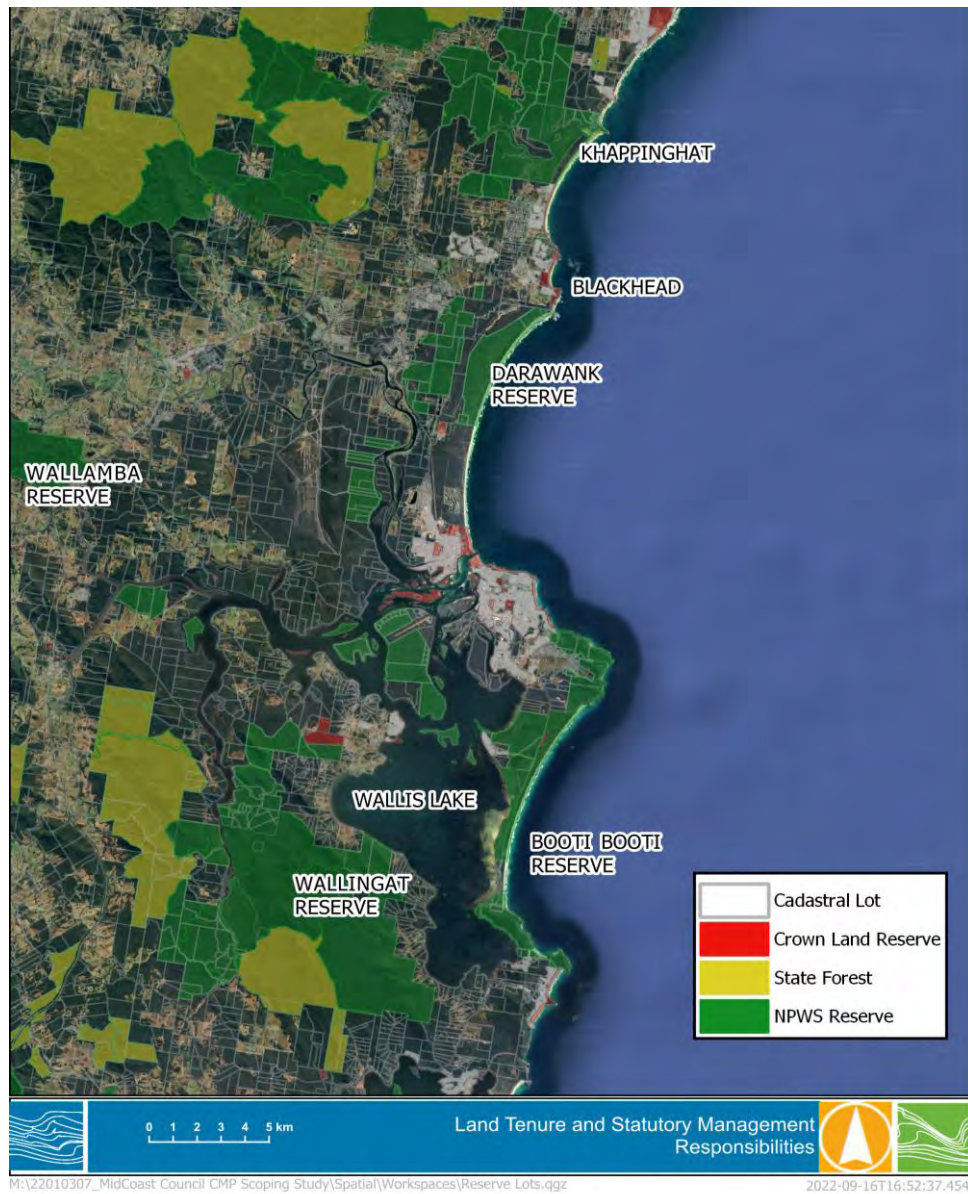 KHAPPINGHAT
BLACKHEAD
DARAWANK
RESERVE
WALLAMBA
RESERVE
WALLIS LAKE
BOOTI BOOTI
RESERVE
WALLINGAT
RESERVE
Cadastral Lot
Crown Land Reserve
State Forest
NPWS Reserve
0 1 2 3 4 5 km
Land Tenure and Statutory Management
Responsibilities
M:\22010307_MidCoast Council CMP Scoping Study\Spatial\Workspaces\Reserve Lots.qgz
2022-09-16T16:52:37.454